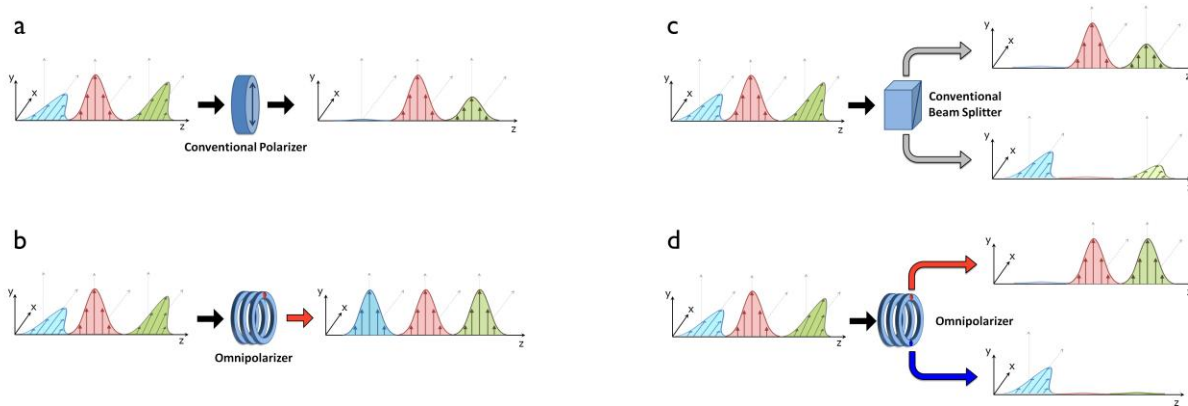 a
y
x
z
Conventional Polarizer
y
x
z
b
y
x
z
Omnipolarizer
y
x
z
c
y
x
z
Conventional
Beam Splitter
y
x
y
x
d
y
x
z
Omnipolarizer
y
x
y
x
z